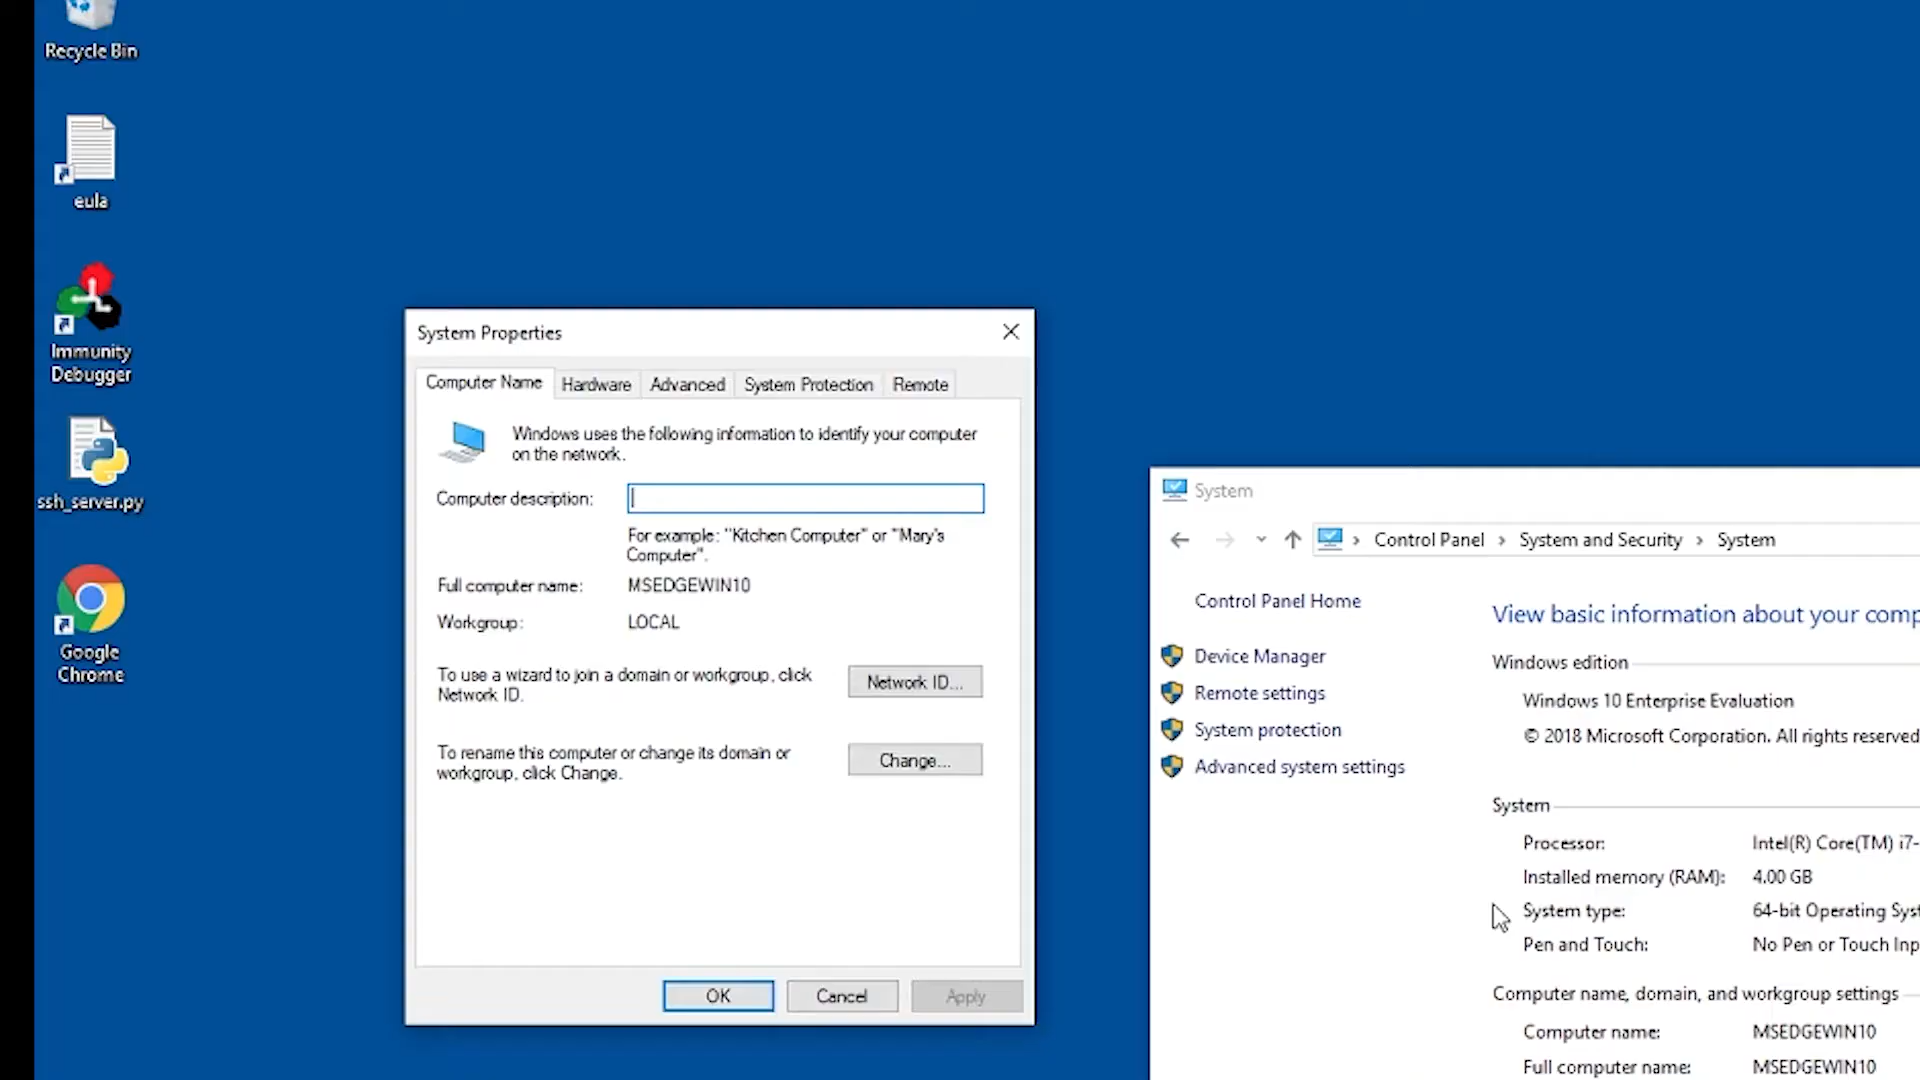 Recycle Bin
eula
Immunity
Debugger
ssh_server.py
Google
Chrome
System Properties
Computer Name
Hardware
Advanced
System Protection
Remote
Windows uses the following information to identify your computer
on the network.
Computer description:
For example: "Kitchen Computer" or "Mary's
Computer".
Full computer name: MSEDGEWIN10
Workgroup: LOCAL
To use a wizard to join a domain or workgroup, click
Network ID.
Network ID...
To rename this computer or change its domain or
workgroup, click Change.
Change...
OK
Cancel
Apply
System
Control Panel > System and Security > System
Control Panel Home
Device Manager
Remote settings
System protection
Advanced system settings
View basic information about your comp
Windows edition
Windows 10 Enterprise Evaluation
© 2018 Microsoft Corporation. All rights reserved
System
Processor: Intel(R) Core(TM) i7-
Installed memory (RAM): 4.00 GB
System type: 64-bit Operating Syst
Pen and Touch: No Pen or Touch Inp
Computer name, domain, and workgroup settings
Computer name: MSEDGEWIN10
Full computer name: MSEDGEWIN10